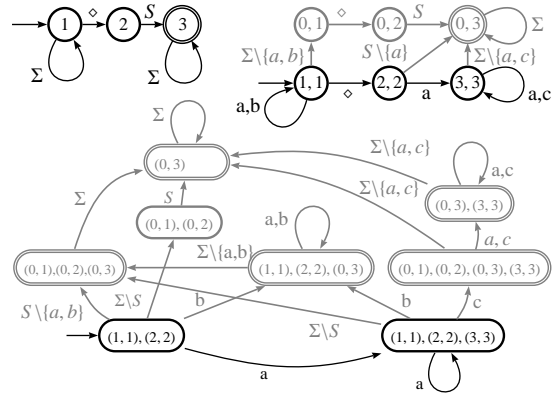 1 ⋄ 2 S 3
Σ Σ
0, 1 ⋄ 0, 2 S 0, 3 Σ
Σ\{a, b} S\{a} Σ\{a, c}
1, 1 ⋄ 2, 2 a 3, 3
a,b a,c
Σ
(0, 3)
Σ\{a, c}
a,c
Σ\{a, c}
Σ
S
(0, 3), (3, 3)
(0, 1), (0, 2)
a,b
Σ\{a,b}
a, c
(0, 1),(0, 2),(0, 3)
(1, 1), (2, 2), (0, 3)
(0, 1), (0, 2), (0, 3), (3, 3)
S\{a, b}
Σ\S
b
Σ\S
b
c
(1, 1), (2, 2)
(1, 1), (2, 2), (3, 3)
a
a